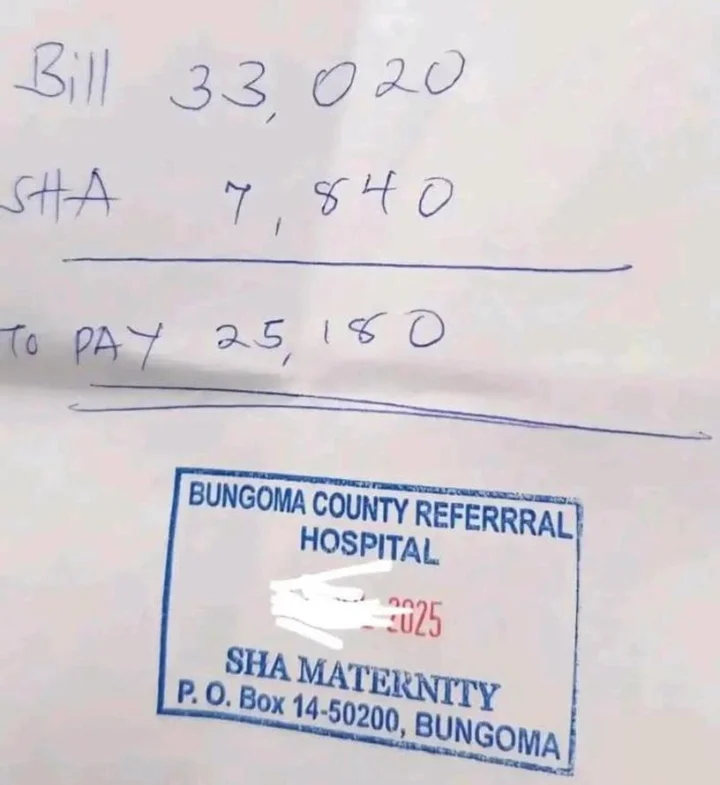 Bill 33,020
SHA 7,840
TO PAY 25,180
BUNGOMA COUNTY REFERRRAL
HOSPITAL
2025
SHA MATERNITY
P. O. Box 14-50200, BUNGOMA